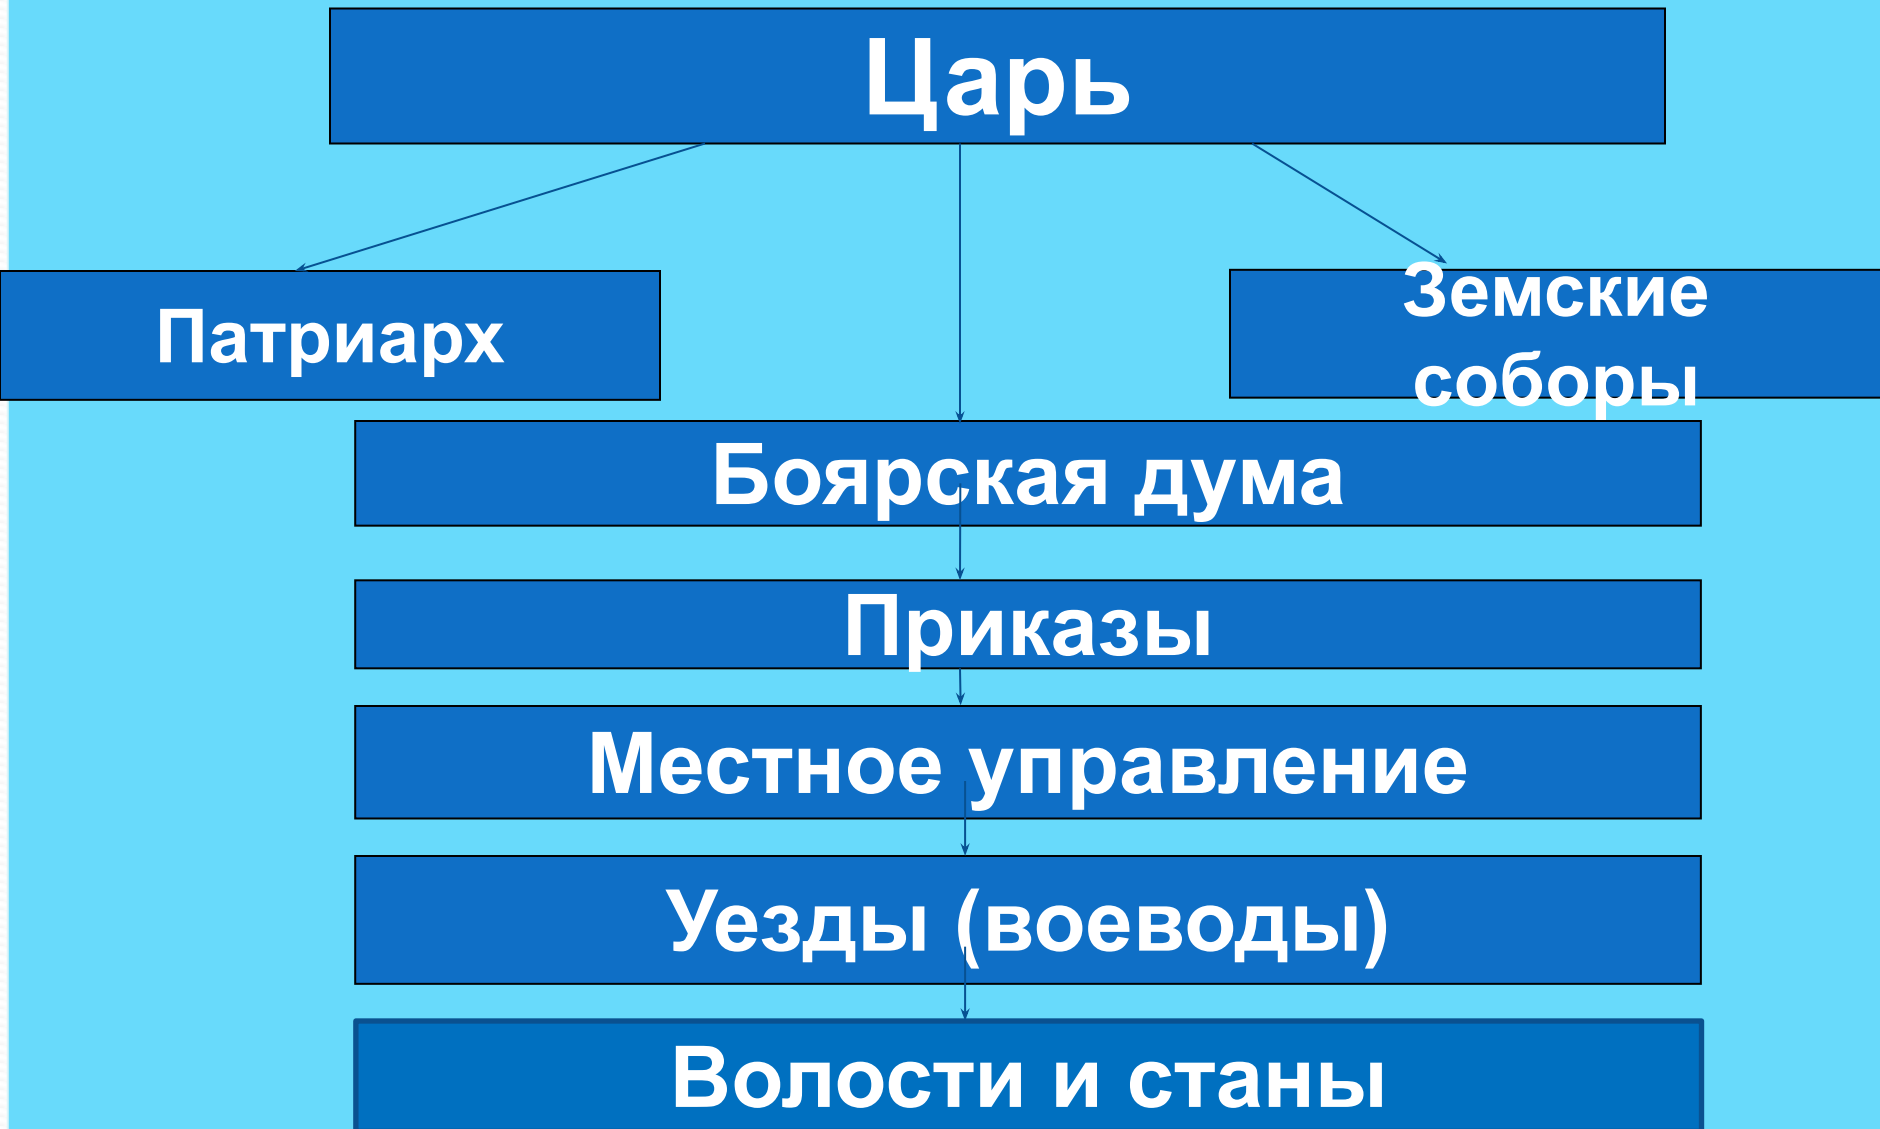 Царь
Патриарх
Земские
соборы
Боярская дума
Приказы
Местное управление
Уезды (воеводы)
Волости и станы